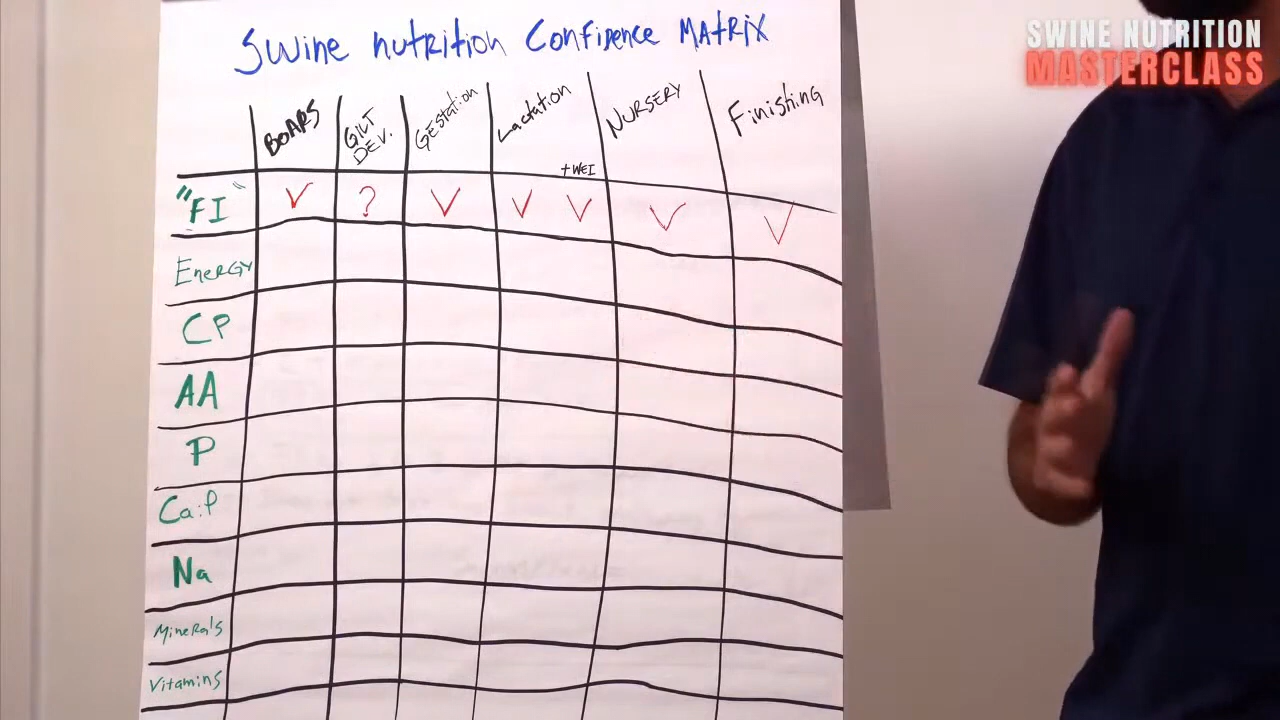 Swine nutrition Confidence MATRIX
SWINE NUTRITION
MASTERCLASS
BOARS
GILT
DEV.
GEstation
Lactation
NURSERY
Finishing
+WEI
"FI"
?
ENERGY
CP
AA
P
Ca:P
Na
Minerals
Vitamins